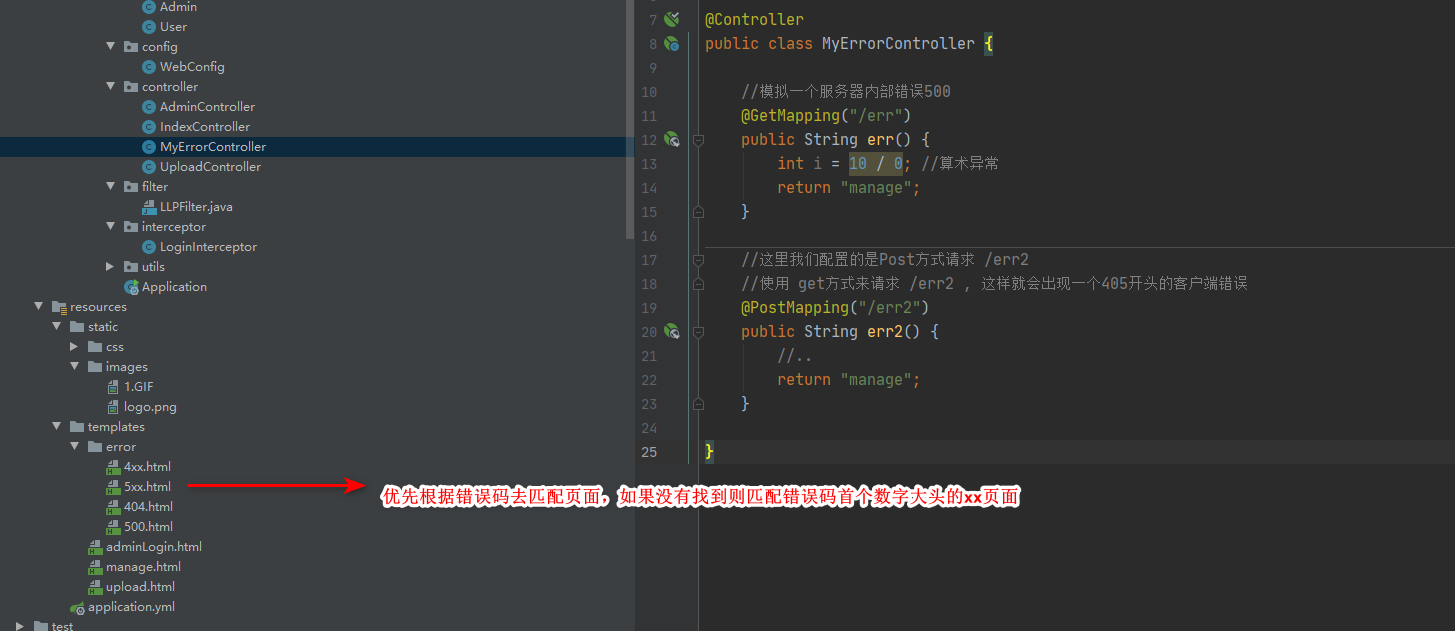 Admin
User
config
WebConfig
controller
AdminController
IndexController
MyErrorController
UploadController
filter
LLPFilter.java
interceptor
LoginInterceptor
utils
Application
resources
static
css
images
1.GIF
logo.png
templates
error
4xx.html
5xx.html
404.html
500.html
adminLogin.html
manage.html
upload.html
application.yml
test
7 @Controller
8 public class MyErrorController {
9
10 //模拟一个服务器内部错误500
11 @GetMapping("/err")
12 public String err() {
13 int i = 10 / 0; //算术异常
14 return "manage";
15 }
16
17 //这里我们配置的是Post方式请求 /err2
18 //使用 get方式来请求 /err2 , 这样就会出现一个405开头的客户端错误
19 @PostMapping("/err2")
20 public String err2() {
21 //..
22 return "manage";
23 }
24
25 }
优先根据错误码去匹配页面，如果没有找到则匹配错误码首个数字大头的xx页面